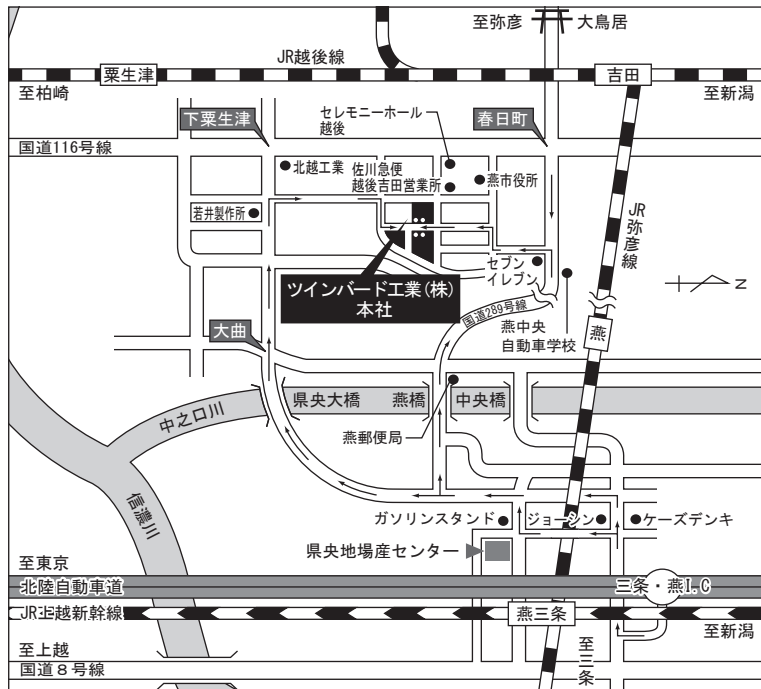 至弥彦
大鳥居
JR越後線
粟生津
吉田
至柏崎
至新潟
セレモニーホール
越後
下粟生津
春日町
国道116号線
北越工業
佐川急便
越後吉田営業所
燕市役所
若井製作所
JR弥彦線
セブン
イレブン
ツインバード工業(株)
本社
N
国道289号線
燕中央
自動車学校
大曲
燕
県央大橋
燕橋
中央橋
中之口川
燕郵便局
信濃川
ガソリンスタンド
ジョーシン
ケーズデンキ
県央地場産センター
至東京
北陸自動車道
三条・燕I.C
JR上越新幹線
燕三条
至新潟
至上越
至三条
国道8号線